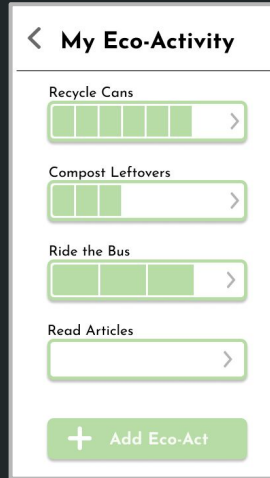 My Eco-Activity
Recycle Cans
Compost Leftovers
Ride the Bus
Read Articles
Add Eco-Act